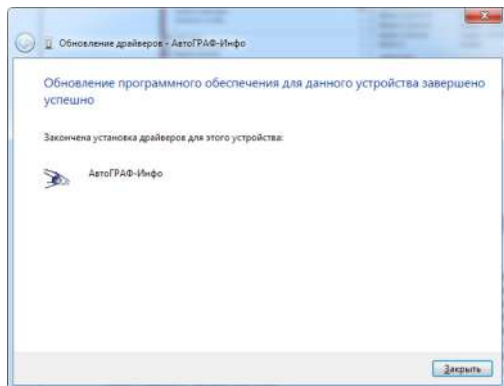 Обновление драйверов - АвтоГРАФ-Инфо
Обновление программного обеспечения для данного устройства завершено
успешно
Закончена установка драйверов для этого устройства:
АвтоГРАФ-Инфо
Закрыть